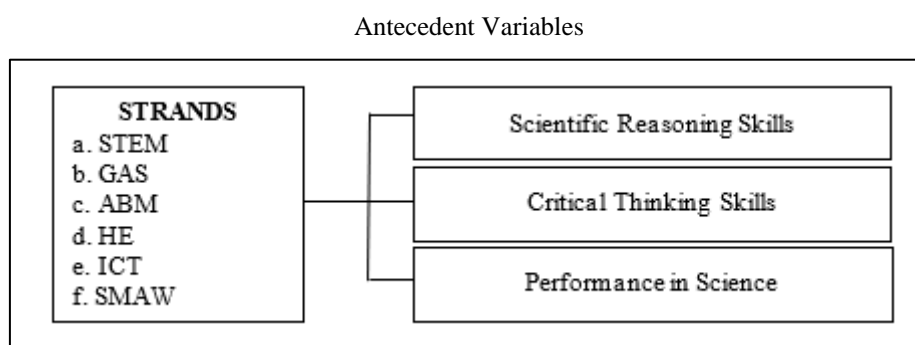 Antecedent Variables
STRANDS
a. STEM
b. GAS
c. ABM
d. HE
e. ICT
f. SMAW
Scientific Reasoning Skills
Critical Thinking Skills
Performance in Science